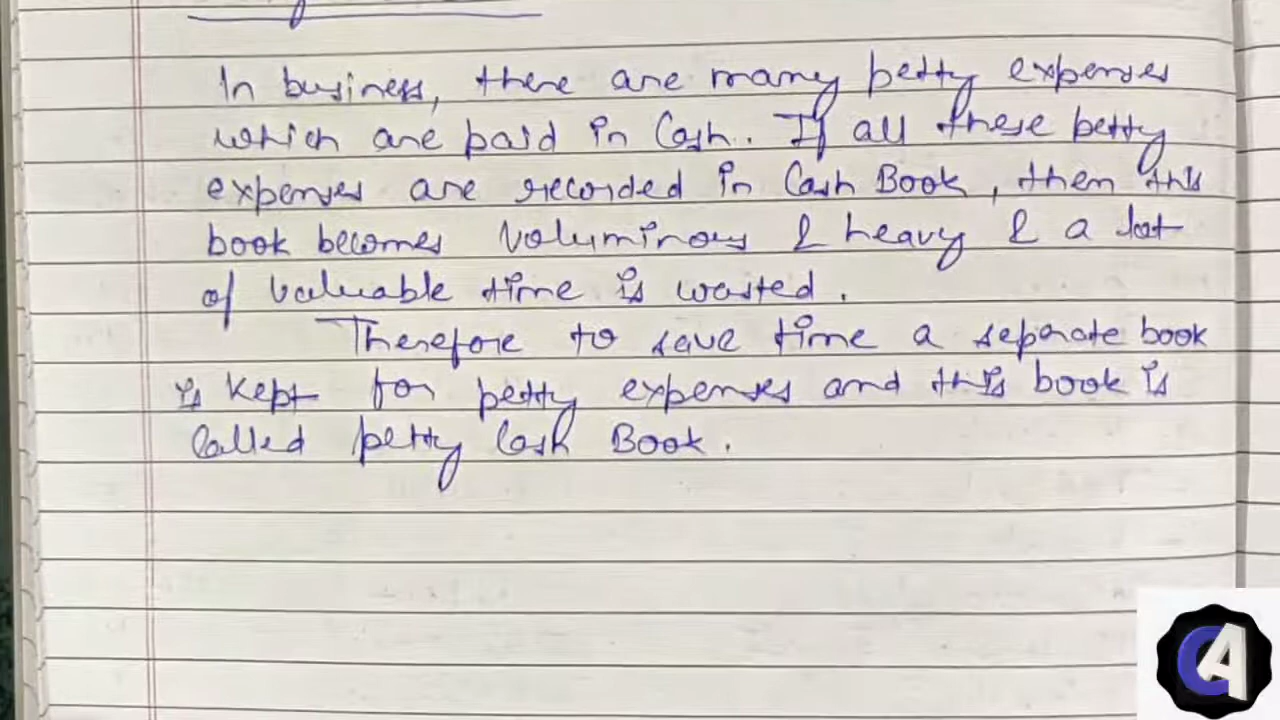 In business, there are many petty expenses
which are paid in Cash. If all these petty
expenses are recorded in Cash Book, then this
book becomes voluminous & heavy & a lot
of valuable time is wasted.
Therefore to save time a separate book
is kept for petty expenses and this book is
called petty Cash Book.
CA